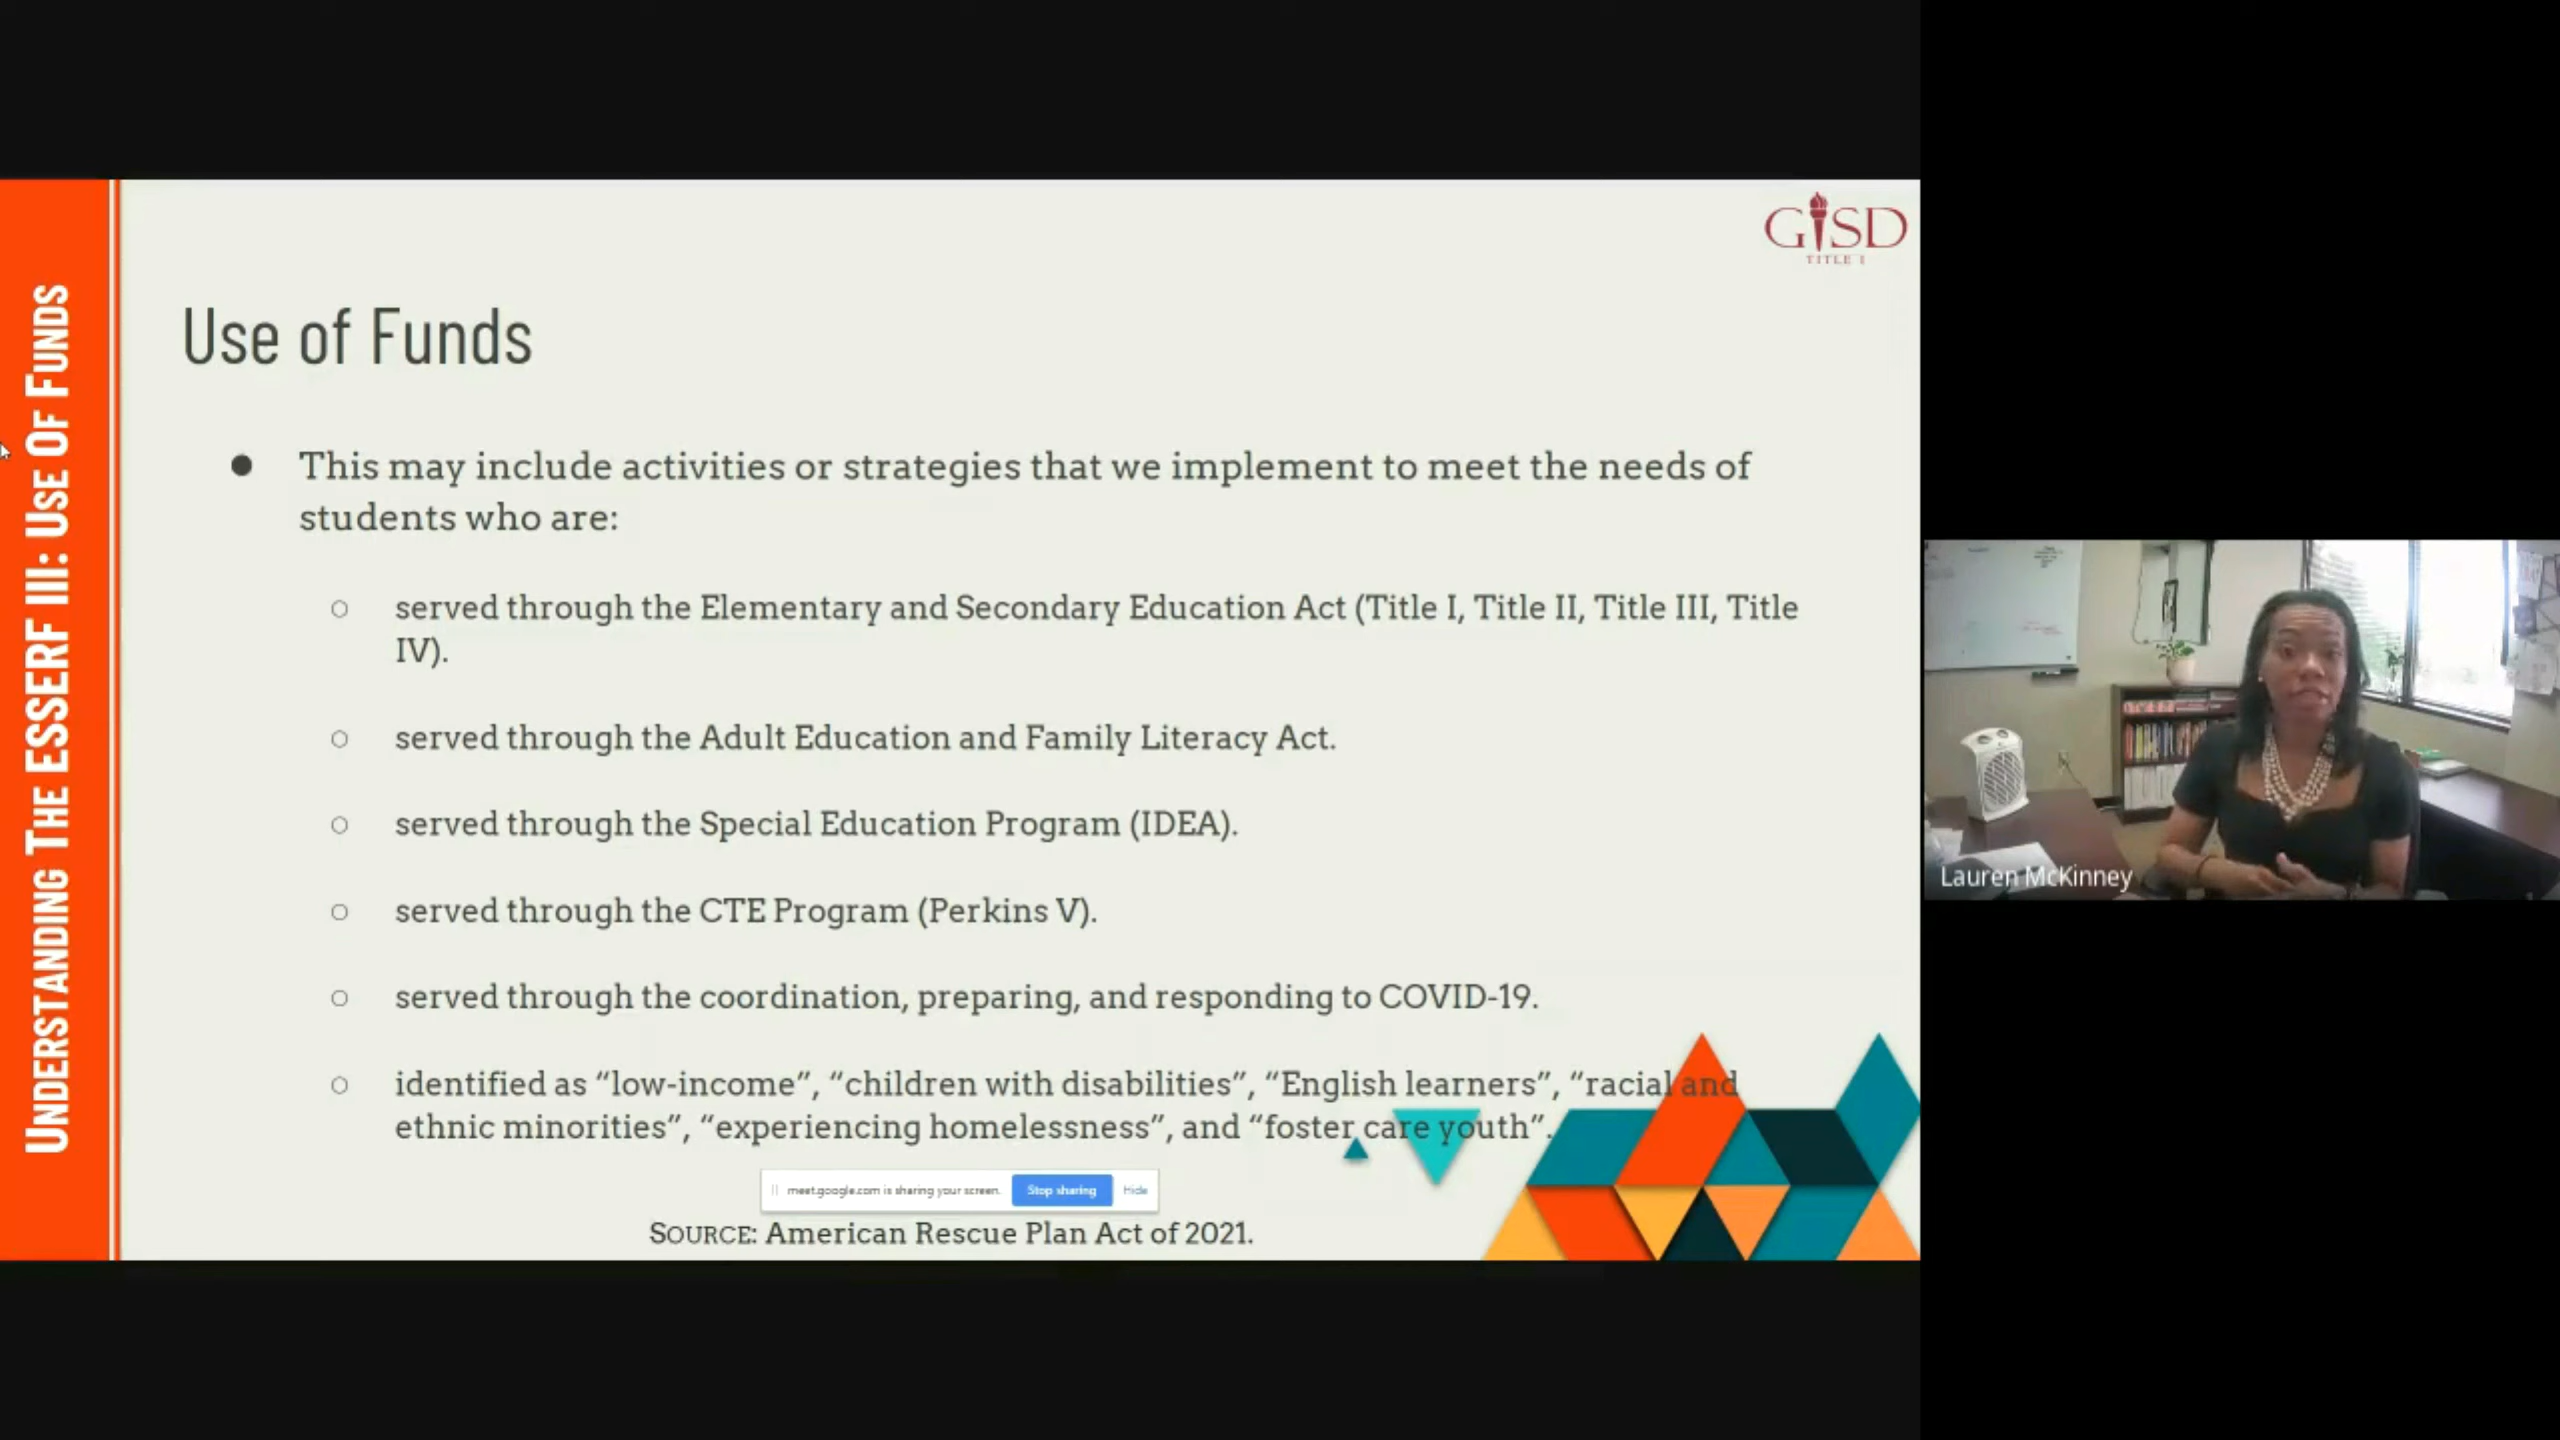 UNDERSTANDING THE ESSERF III: USE OF FUNDS
GISD
TITLE I
Use of Funds
● This may include activities or strategies that we implement to meet the needs of
students who are:
○ served through the Elementary and Secondary Education Act (Title I, Title II, Title III, Title
IV).
○ served through the Adult Education and Family Literacy Act.
○ served through the Special Education Program (IDEA).
○ served through the CTE Program (Perkins V).
○ served through the coordination, preparing, and responding to COVID-19.
○ identified as “low-income”, “children with disabilities”, “English learners”, “racial and
ethnic minorities”, “experiencing homelessness”, and “foster care youth”.
meet.google.com is sharing your screen. Stop sharing Hide
SOURCE: American Rescue Plan Act of 2021.
Lauren McKinney